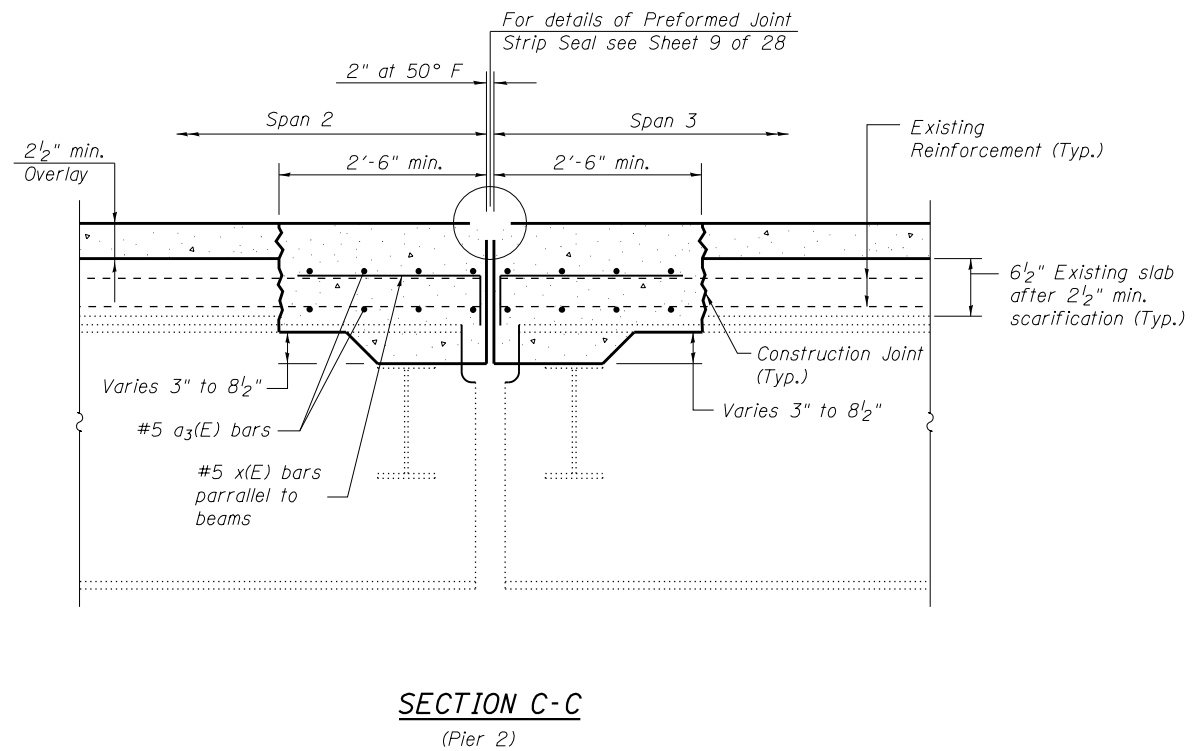 For details of Preformed Joint
Strip Seal see Sheet 9 of 28
2" at 50° F
Span 2
Span 3
2½" min.
Overlay
2'-6" min.
2'-6" min.
Existing
Reinforcement (Typ.)
6½" Existing slab
after 2½" min.
scarification (Typ.)
Construction Joint
(Typ.)
Varies 3" to 8½"
Varies 3" to 8½"
#5 a₃(E) bars
#5 x(E) bars
parrallel to
beams
SECTION C-C
(Pier 2)